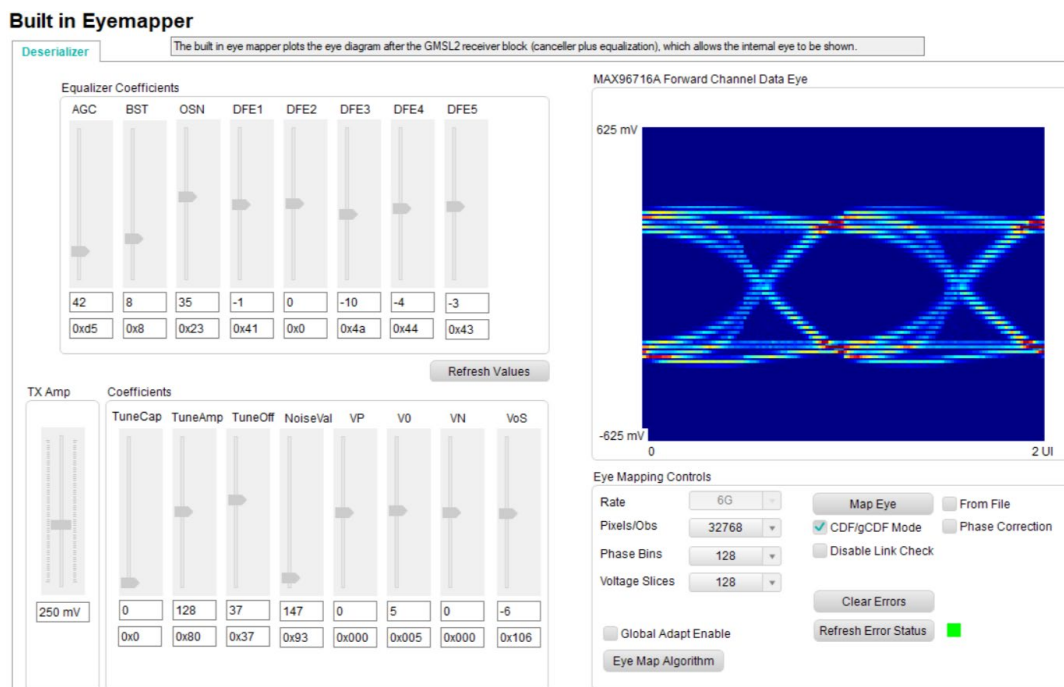 Built in Eyemapper
Deserializer
The built in eye mapper plots the eye diagram after the GMSL2 receiver block (canceller plus equalization), which allows the internal eye to be shown.
Equalizer Coefficients
AGC BST OSN DFE1 DFE2 DFE3 DFE4 DFE5
42 8 35 -1 0 -10 -4 -3
0xd5 0x8 0x23 0x41 0x0 0x4a 0x44 0x43
Refresh Values
TX Amp
250 mV
Coefficients
TuneCap TuneAmp TuneOff NoiseVal VP V0 VN VoS
0 128 37 147 0 5 0 -6
0x0 0x80 0x37 0x93 0x000 0x005 0x000 0x106
MAX96716A Forward Channel Data Eye
625 mV
-625 mV
0 2 UI
Eye Mapping Controls
Rate 6G Map Eye From File
Pixels/Obs 32768 CDF/gCDF Mode Phase Correction
Phase Bins 128 Disable Link Check
Voltage Slices 128
Clear Errors
Global Adapt Enable Refresh Error Status
Eye Map Algorithm